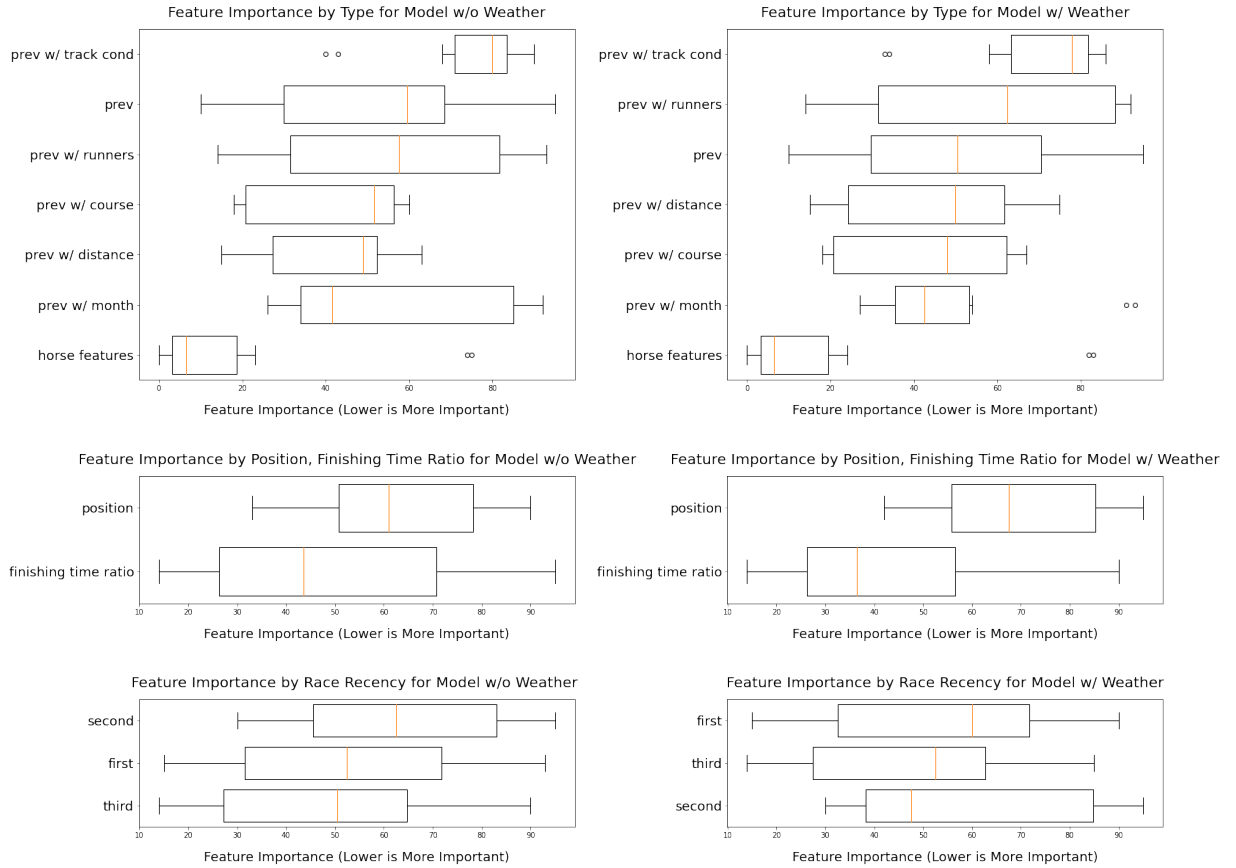 Feature Importance by Type for Model w/o Weather
prev w/ track cond
prev
prev w/ runners
prev w/ course
prev w/ distance
prev w/ month
horse features
0 20 40 60 80
Feature Importance (Lower is More Important)
Feature Importance by Type for Model w/ Weather
prev w/ track cond
prev w/ runners
prev
prev w/ distance
prev w/ course
prev w/ month
horse features
0 20 40 60 80
Feature Importance (Lower is More Important)
Feature Importance by Position, Finishing Time Ratio for Model w/o Weather
position
finishing time ratio
10 20 30 40 50 60 70 80 90
Feature Importance (Lower is More Important)
Feature Importance by Position, Finishing Time Ratio for Model w/ Weather
position
finishing time ratio
10 20 30 40 50 60 70 80 90
Feature Importance (Lower is More Important)
Feature Importance by Race Recency for Model w/o Weather
second
first
third
10 20 30 40 50 60 70 80 90
Feature Importance (Lower is More Important)
Feature Importance by Race Recency for Model w/ Weather
first
third
second
10 20 30 40 50 60 70 80 90
Feature Importance (Lower is More Important)